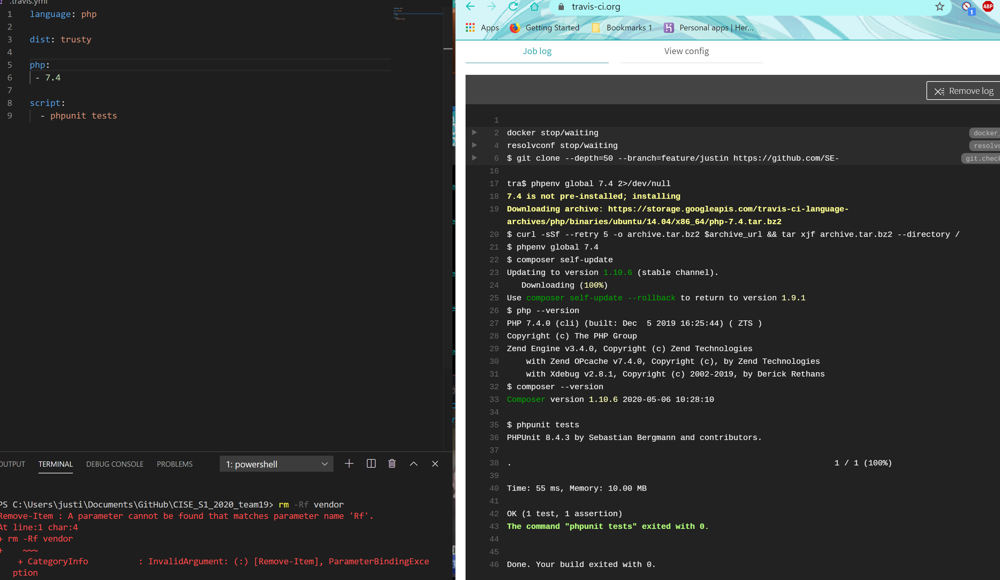 .travis.yml
1 language: php
2
3 dist: trusty
4
5 php:
6 - 7.4
7
8 script:
9 - phpunit tests
OUTPUT TERMINAL DEBUG CONSOLE PROBLEMS 1: powershell
PS C:\Users\justi\Documents\GitHub\CISE_S1_2020_team19> rm -Rf vendor
Remove-Item : A parameter cannot be found that matches parameter name 'Rf'.
At line:1 char:4
+ rm -Rf vendor
+ ~~~
+ CategoryInfo : InvalidArgument: (:) [Remove-Item], ParameterBindingExce
ption
travis-ci.org
1
ABP
Apps Getting Started Bookmarks 1 Personal apps | Her...
Job log View config
Remove log
1
2 docker stop/waiting docker_
4 resolvconf stop/waiting resolvc
6 $ git clone --depth=50 --branch=feature/justin https://github.com/SE- git.check
16
17 tra$ phpenv global 7.4 2>/dev/null
18 7.4 is not pre-installed; installing
19 Downloading archive: https://storage.googleapis.com/travis-ci-language-
archives/php/binaries/ubuntu/14.04/x86_64/php-7.4.tar.bz2
20 $ curl -sSf --retry 5 -o archive.tar.bz2 $archive_url && tar xjf archive.tar.bz2 --directory /
21 $ phpenv global 7.4
22 $ composer self-update
23 Updating to version 1.10.6 (stable channel).
24 Downloading (100%)
25 Use composer self-update --rollback to return to version 1.9.1
26 $ php --version
27 PHP 7.4.0 (cli) (built: Dec  5 2019 16:25:44) ( ZTS )
28 Copyright (c) The PHP Group
29 Zend Engine v3.4.0, Copyright (c) Zend Technologies
30 with Zend OPcache v7.4.0, Copyright (c), by Zend Technologies
31 with Xdebug v2.8.1, Copyright (c) 2002-2019, by Derick Rethans
32 $ composer --version
33 Composer version 1.10.6 2020-05-06 10:28:10
34
35 $ phpunit tests
36 PHPUnit 8.4.3 by Sebastian Bergmann and contributors.
37
38 . 1 / 1 (100%)
39
40 Time: 55 ms, Memory: 10.00 MB
41
42 OK (1 test, 1 assertion)
43 The command "phpunit tests" exited with 0.
44
45
46 Done. Your build exited with 0.